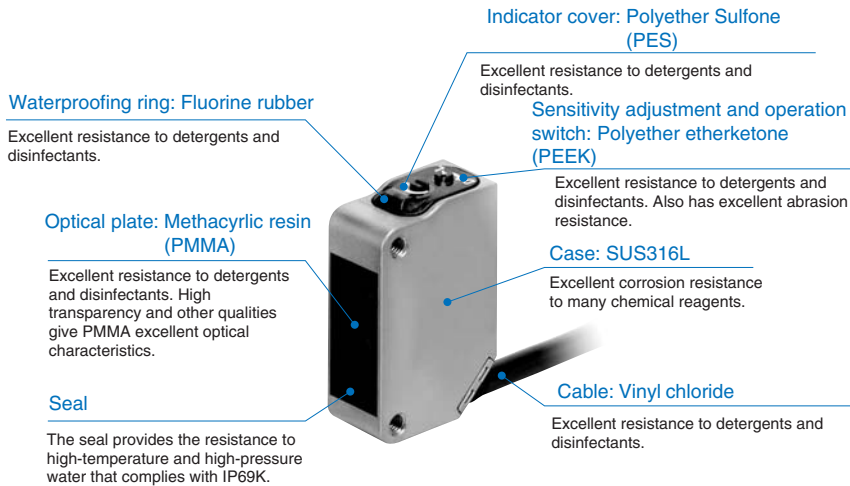 Indicator cover: Polyether Sulfone
(PES)
Excellent resistance to detergents and
disinfectants.
Waterproofing ring: Fluorine rubber
Excellent resistance to detergents and
disinfectants.
Sensitivity adjustment and operation
switch: Polyether etherketone
(PEEK)
Excellent resistance to detergents and
disinfectants. Also has excellent abrasion
resistance.
Optical plate: Methacyrlic resin
(PMMA)
Excellent resistance to detergents
and disinfectants. High
transparency and other qualities
give PMMA excellent optical
characteristics.
Case: SUS316L
Excellent corrosion resistance
to many chemical reagents.
Seal
The seal provides the resistance to
high-temperature and high-pressure
water that complies with IP69K.
Cable: Vinyl chloride
Excellent resistance to detergents and
disinfectants.